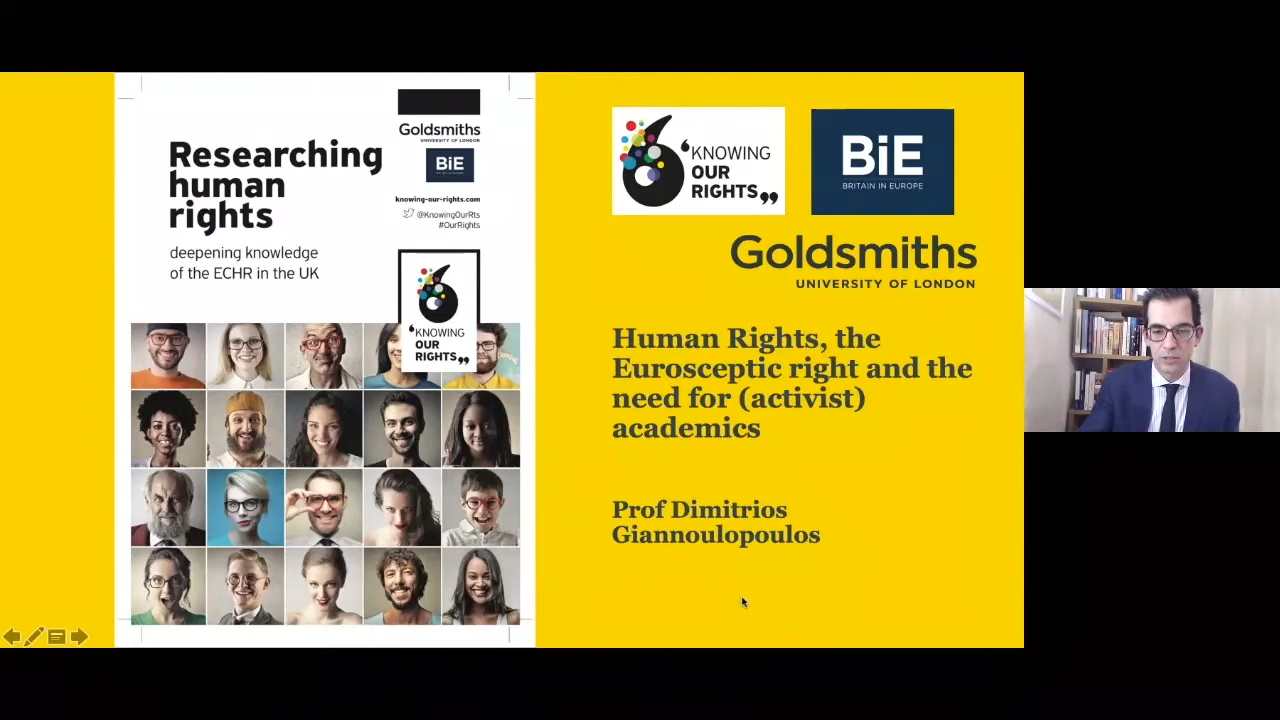 Researching
human
rights
deepening knowledge
of the ECHR in the UK
Goldsmiths
UNIVERSITY OF LONDON
BiE
knowing-our-rights.com
@KnowingOurRts
#OurRights
‘KNOWING
OUR
RIGHTS”
‘KNOWING
OUR
RIGHTS”
BiE
BRITAIN IN EUROPE
Goldsmiths
UNIVERSITY OF LONDON
Human Rights, the
Eurosceptic right and the
need for (activist)
academics
Prof Dimitrios
Giannoulopoulos